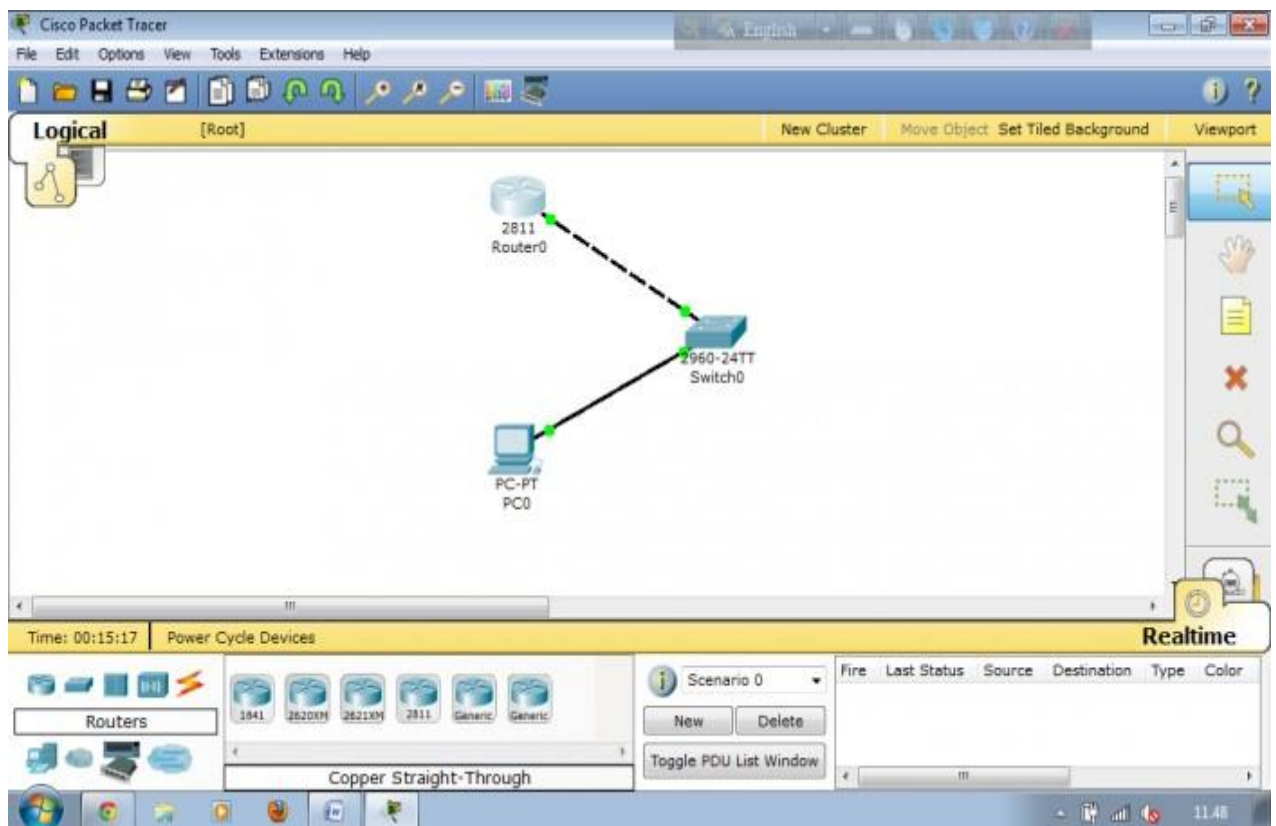 Cisco Packet Tracer
English
File Edit Options View Tools Extensions Help
Logical [Root] New Cluster Move Object Set Tiled Background Viewport
2811
Router0
2960-24TT
Switch0
PC-PT
PC0
Time: 00:15:17 Power Cycle Devices Realtime
Routers
1841 2620XM 2621XM 2811 Generic Generic
Copper Straight-Through
Scenario 0
New Delete
Toggle PDU List Window
Fire Last Status Source Destination Type Color
11.48